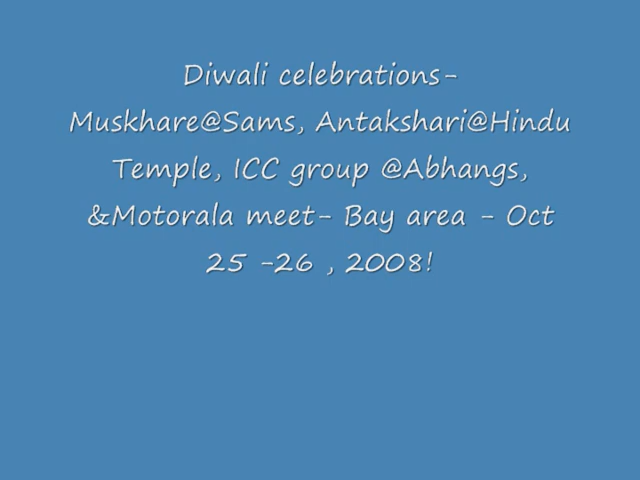 Diwali celebrations-
Muskhare@Sams, Antakshari@Hindu
Temple, ICC group @Abhangs,
&Motorala meet- Bay area - Oct
25 -26 , 2008!